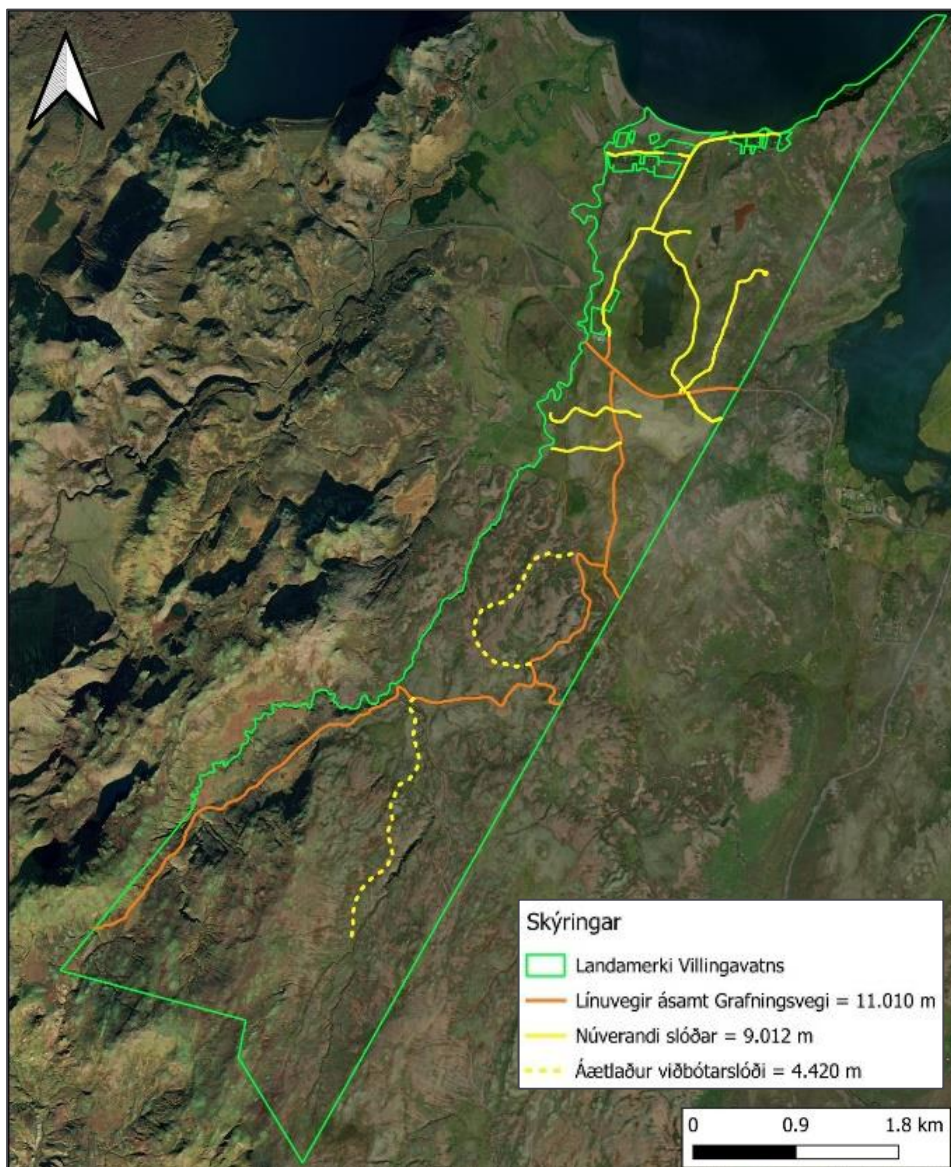 Skýringar
Landamerki Villingavatns
Línuvegir ásamt Grafningsvegi = 11.010 m
Núverandi slóðar = 9.012 m
Áætlaður viðbótarslóði = 4.420 m
0 0.9 1.8 km